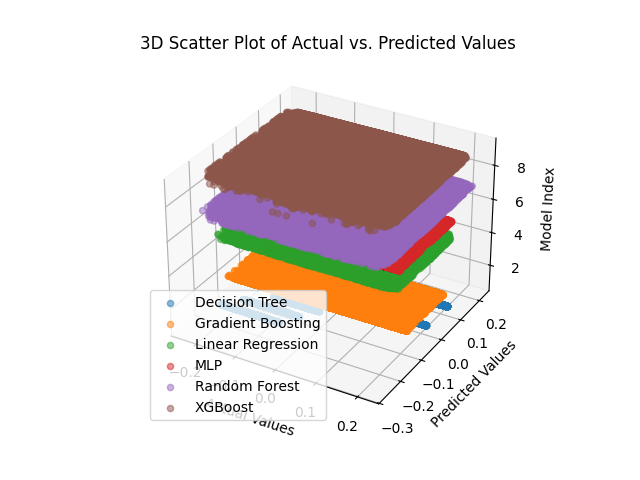 3D Scatter Plot of Actual vs. Predicted Values
8
6
4
2
Model Index
0.2
0.1
0.0
−0.1
−0.2
−0.3
Predicted Values
−0.2
0.0
0.1
0.2
Values
Decision Tree
Gradient Boosting
Linear Regression
MLP
Random Forest
XGBoost